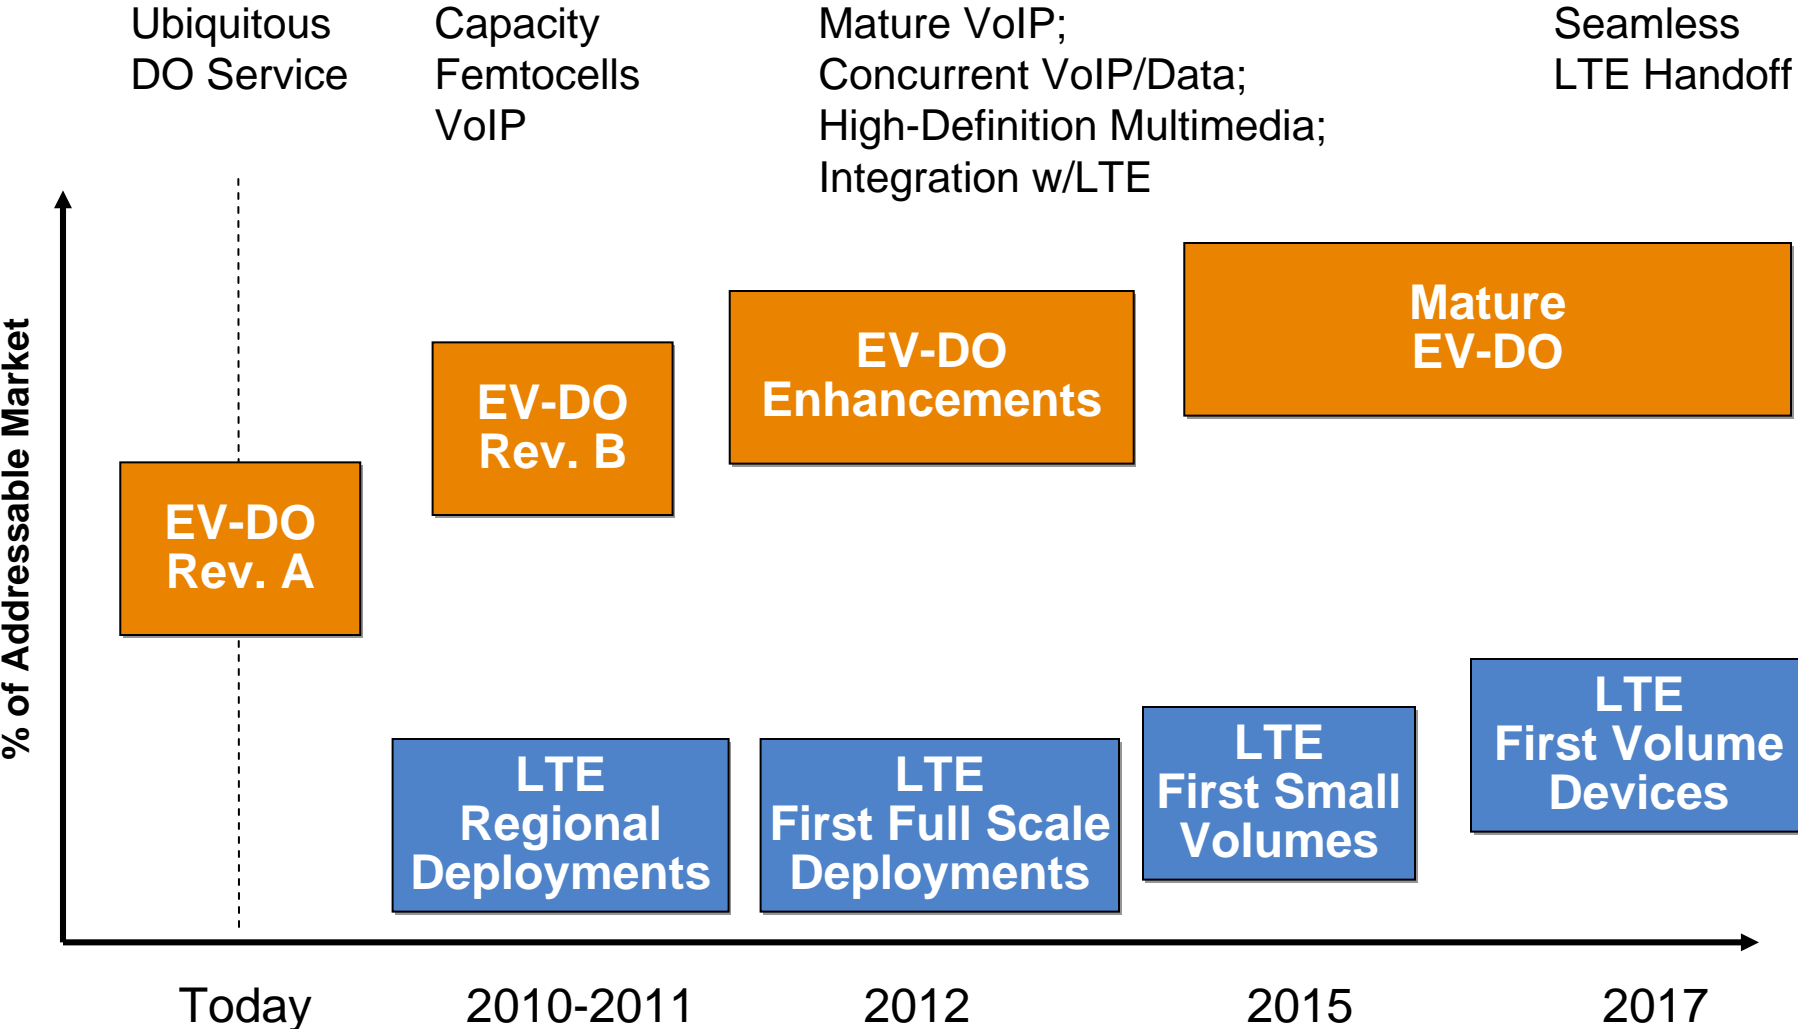 Ubiquitous
DO Service
Capacity
Femtocells
VoIP
Mature VoIP;
Concurrent VoIP/Data;
High-Definition Multimedia;
Integration w/LTE
Seamless
LTE Handoff
% of Addressable Market
EV-DO
Rev. A
EV-DO
Rev. B
EV-DO
Enhancements
Mature
EV-DO
LTE
Regional
Deployments
LTE
First Full Scale
Deployments
LTE
First Small
Volumes
LTE
First Volume
Devices
Today
2010-2011
2012
2015
2017